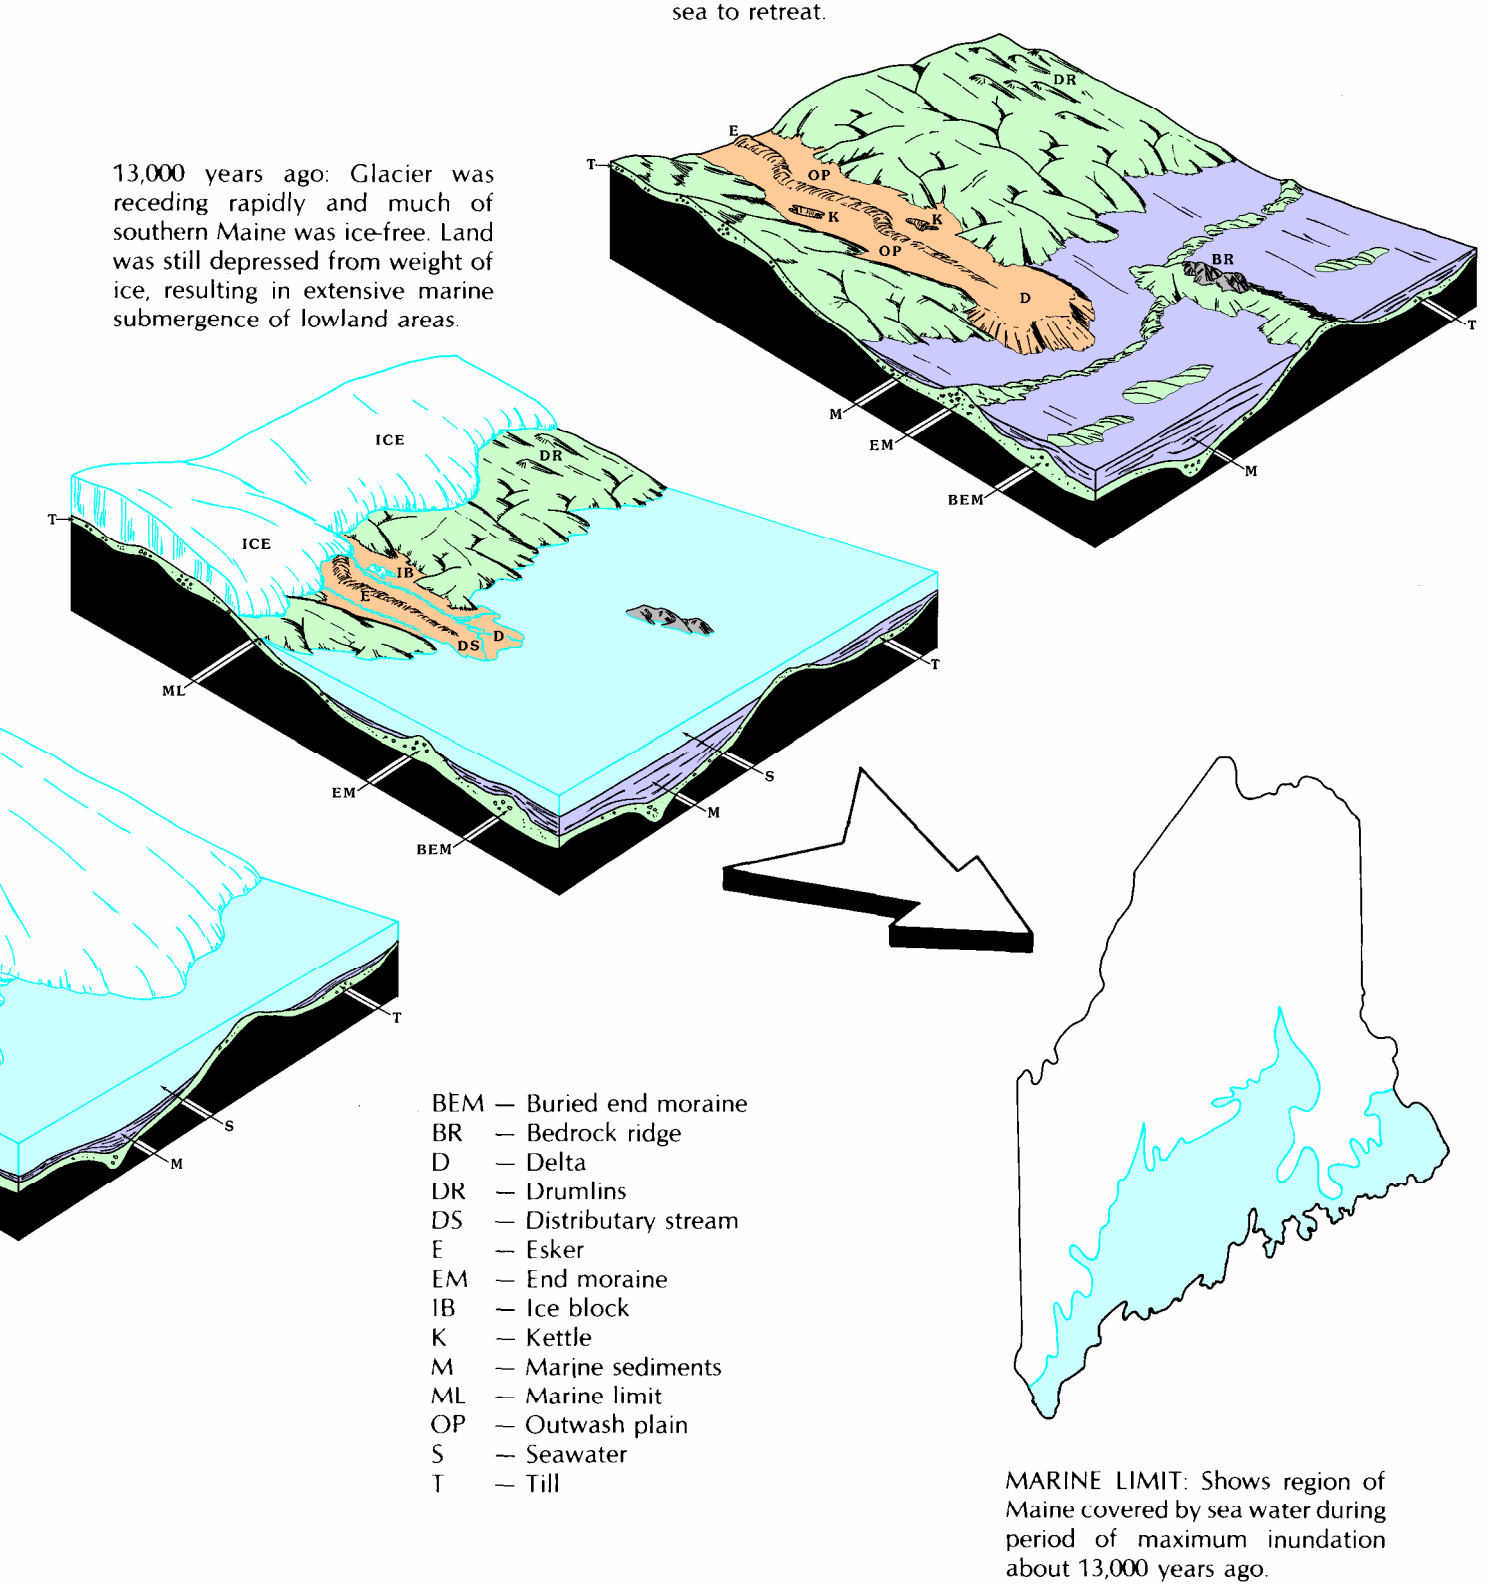 sea to retreat.
DR
E
T
OP
K
K
OP
BR
D
T
M
EM
BEM
M
13,000 years ago: Glacier was
receding rapidly and much of
southern Maine was ice-free. Land
was still depressed from weight of
ice, resulting in extensive marine
submergence of lowland areas.
ICE
DR
T
ICE
IB
E
DS
D
T
ML
S
EM
M
BEM
T
S
M
BEM — Buried end moraine
BR — Bedrock ridge
D — Delta
DR — Drumlins
DS — Distributary stream
E — Esker
EM — End moraine
IB — Ice block
K — Kettle
M — Marine sediments
ML — Marine limit
OP — Outwash plain
S — Seawater
T — Till
MARINE LIMIT: Shows region of
Maine covered by sea water during
period of maximum inundation
about 13,000 years ago.